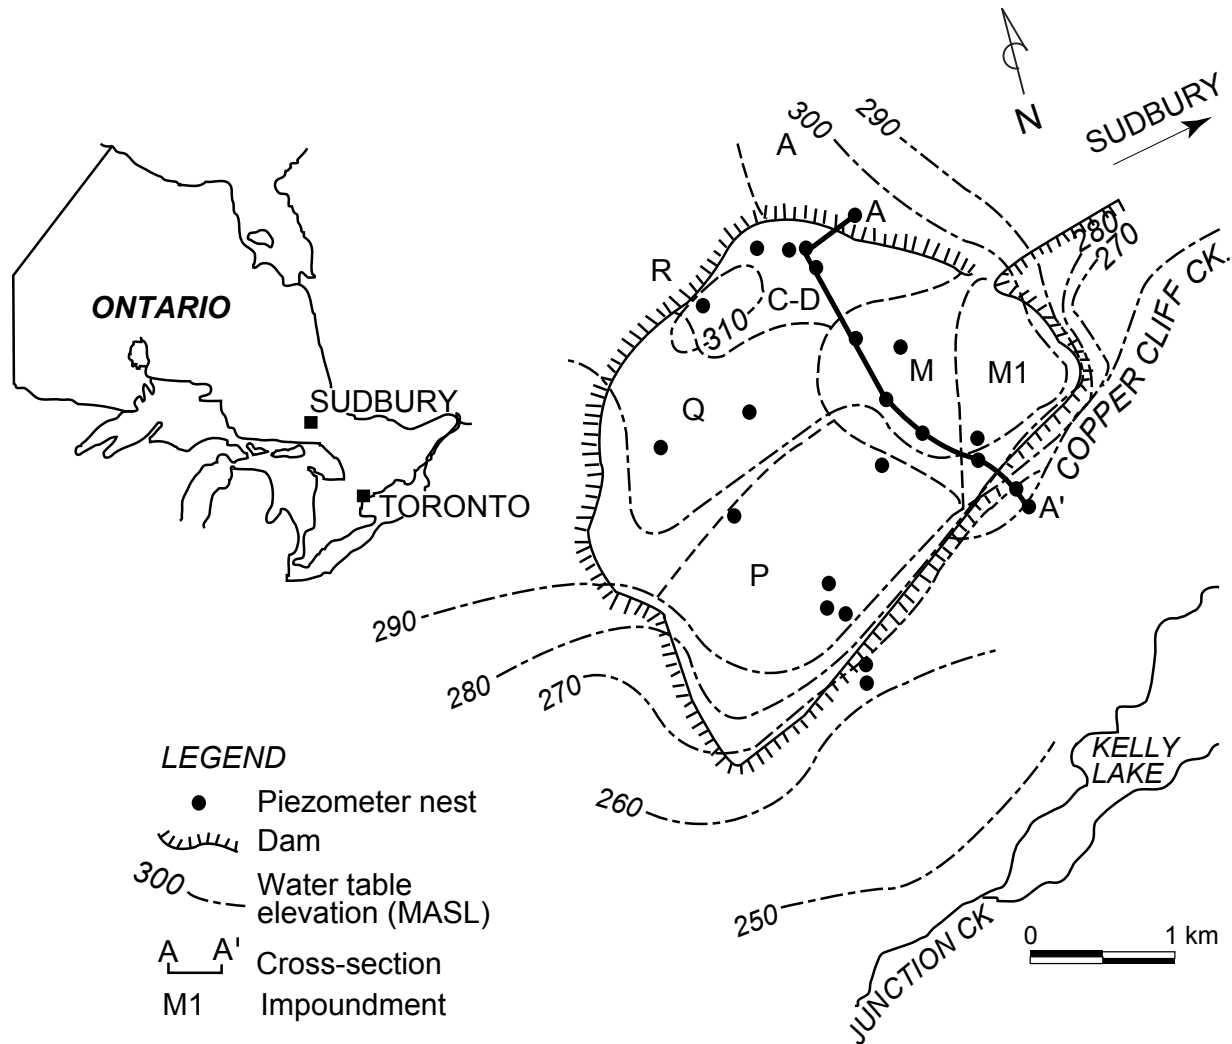 300
290
SUDBURY
N
A
A
280
270
R
C-D
310
ONTARIO
COPPER CLIFF CK.
M
M1
SUDBURY
Q
TORONTO
A'
P
290
280
270
KELLY
LAKE
LEGEND
Piezometer nest
260
Dam
300
Water table
elevation (MASL)
250
JUNCTION CK
0 1 km
A A'
Cross-section
M1 Impoundment